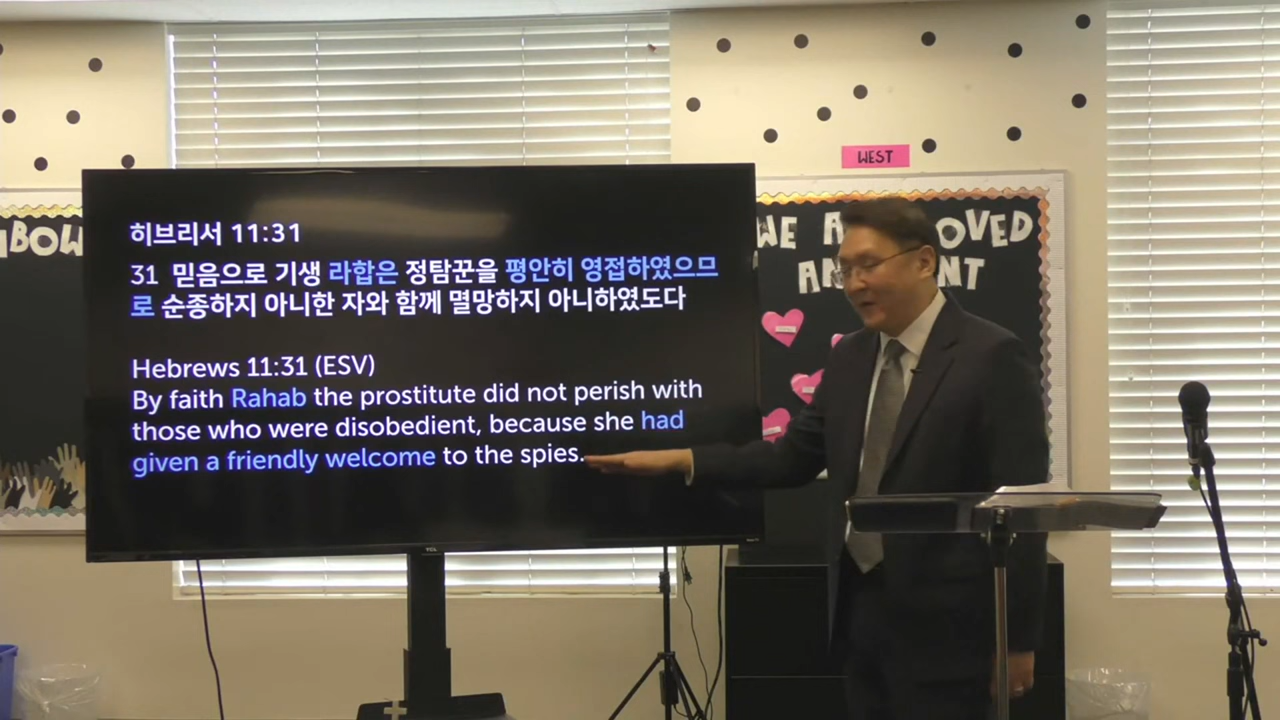 WEST
BOW
WE A OVED
AN NT
히브리서 11:31
31 믿음으로 기생 라합은 정탐꾼을 평안히 영접하였으므
로 순종하지 아니한 자와 함께 멸망하지 아니하였도다
Hebrews 11:31 (ESV)
By faith Rahab the prostitute did not perish with
those who were disobedient, because she had
given a friendly welcome to the spies.
TCL